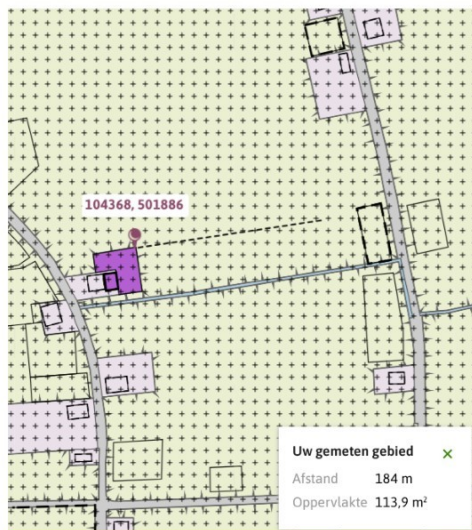 104368, 501886
Uw gemeten gebied ×
Afstand 184 m
Oppervlakte 113,9 m²